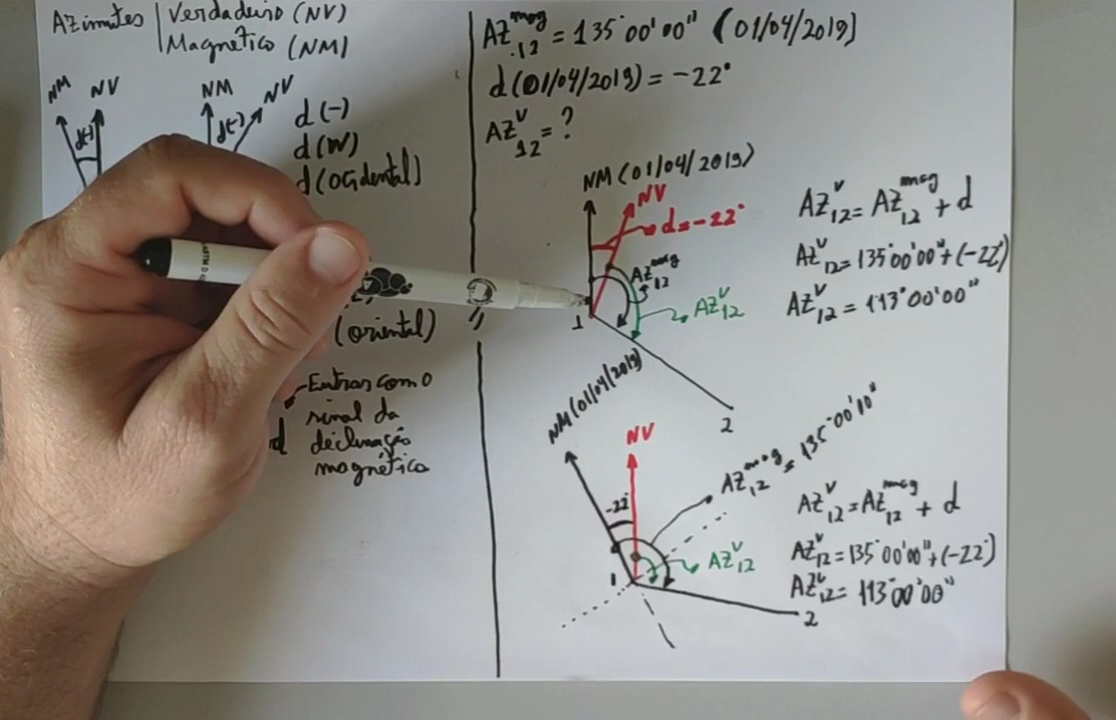 Azimutes | Verdadeiro (NV)
Magnético (NM)
NM NV
d(-)
NM NV
d(-)
d(-)
d(W)
d(ocidental)
(oriental)
Entrar com o
sinal da
declinação
magnética
d
Az mag 12 = 135°00'00" (01/04/2019)
d(01/04/2019) = -22°
Az V 12 = ?
NM (01/04/2019)
NV
d=-22°
Az mag 12
Az V 12
1
2
Az V 12 = Az mag 12 + d
Az V 12 = 135°00'00" + (-22°)
Az V 12 = 113°00'00"
NM (01/04/2019)
NV
-22°
Az mag 12 = 135°00'00"
Az V 12
1
2
Az V 12 = Az mag 12 + d
Az V 12 = 135°00'00" + (-22°)
Az V 12 = 113°00'00"